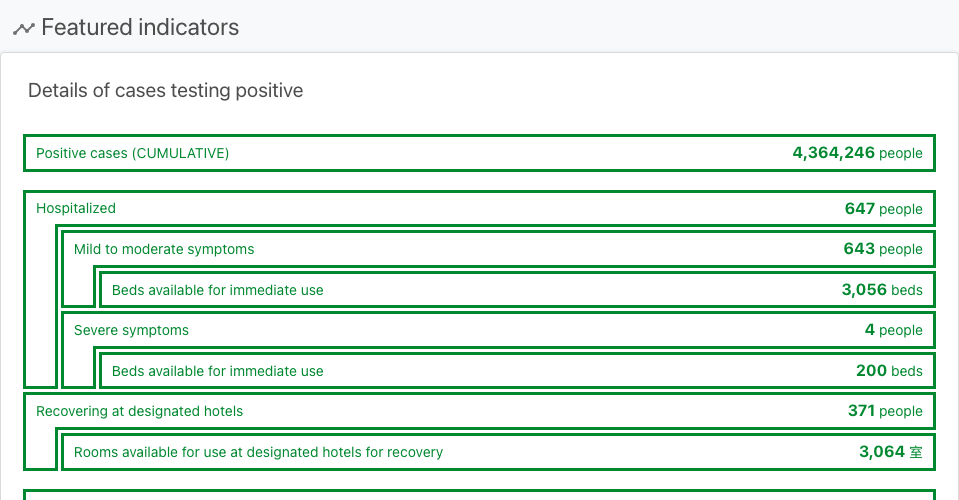 Featured indicators
Details of cases testing positive
Positive cases (CUMULATIVE) 4,364,246 people
Hospitalized 647 people
Mild to moderate symptoms 643 people
Beds available for immediate use 3,056 beds
Severe symptoms 4 people
Beds available for immediate use 200 beds
Recovering at designated hotels 371 people
Rooms available for use at designated hotels for recovery 3,064 室